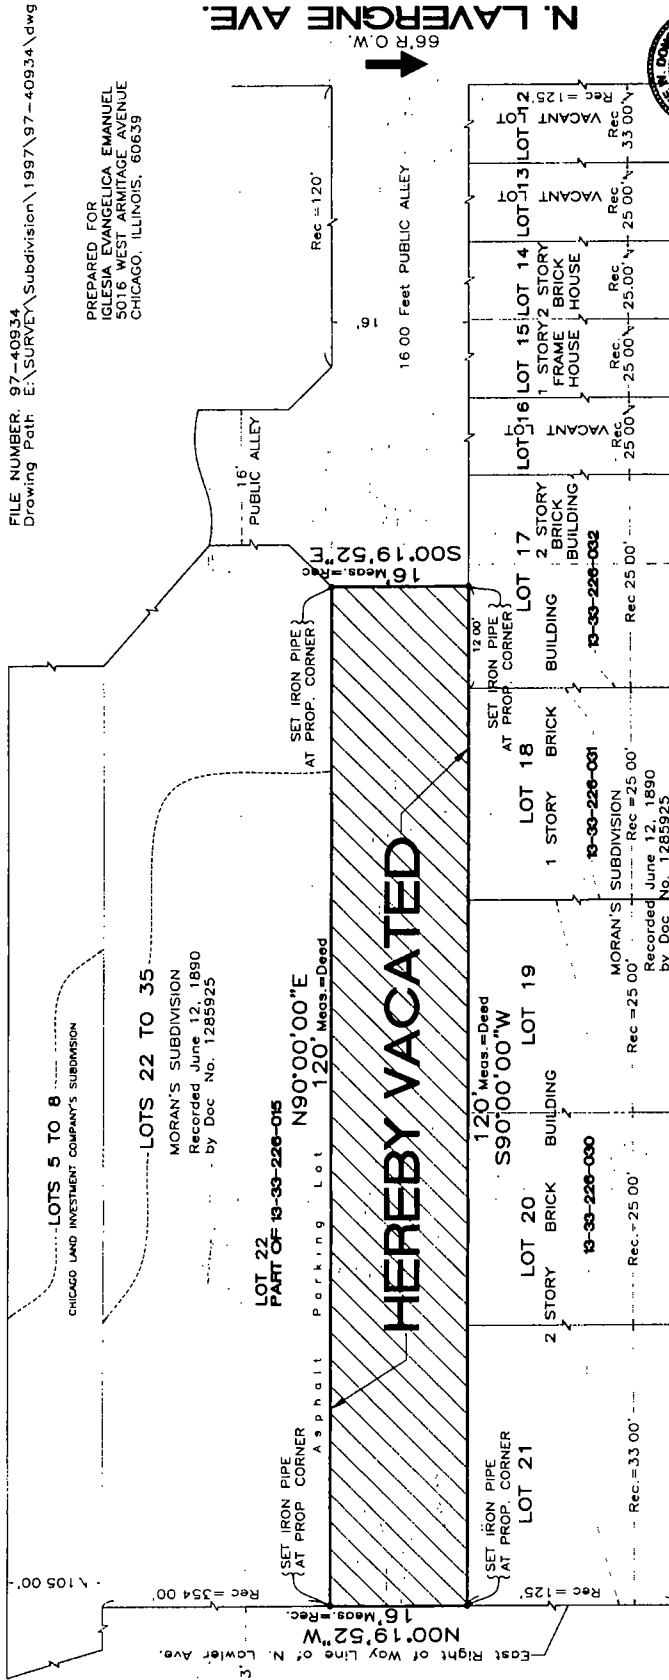 FILE NUMBER. 97-40934
Drawing Path E:\SURVEY\Subdivision\1997\97-40934\dwg
PREPARED FOR
IGLESIA EVANGELICA EMANUEL
5016 WEST ARMITAGE AVENUE
CHICAGO, ILLINOIS, 60639
N. LAVERGNE AVE.
66' R.O.W.
LOTS 5 TO 8
CHICAGO LAND INVESTMENT COMPANY'S SUBDIVISION
105 00'
Rec =354 00'
LOTS 22 TO 35
MORAN'S SUBDIVISION
Recorded June 12, 1890
by Doc No. 1285925
16'
PUBLIC ALLEY
Rec =120'
16'
16 00 Feet PUBLIC ALLEY
LOT 22
PART OF 13-33-226-015
Asphalt Parking Lot
N90°00'00"E
120' Meas.=Deed
SET IRON PIPE
AT PROP CORNER
SET IRON PIPE
AT PROP. CORNER
East Right of Way Line of N. Lawler Ave.
N00°19'52"W
16' Meas.=Rec.
HEREBY VACATED
S00°19'52"E
16' Meas.=Rec
120' Meas.=Deed
S90°00'00"W
12 00'
SET IRON PIPE
AT PROP. CORNER
SET IRON PIPE
AT PROP. CORNER
Rec =125'
LOT 21
LOT 20
LOT 19
2 STORY BRICK BUILDING
13-33-226-030
LOT 18
1 STORY BRICK BUILDING
13-33-226-031
LOT 17
2 STORY
BRICK
BUILDING
13-33-226-032
LOT 16
VACANT LOT
LOT 15
1 STORY
FRAME
HOUSE
LOT 14
2 STORY
BRICK
HOUSE
LOT 13
VACANT LOT
LOT 12
VACANT LOT
Rec =125'
Rec.=33 00'
Rec.=25 00'
Rec =25 00'
Rec =25 00'
Rec 25 00'
Rec
25 00'
Rec.
25 00'
Rec
25.00'
Rec
25 00'
Rec
33 00'
MORAN'S SUBDIVISION
Recorded June 12, 1890
by Doc No. 1285925